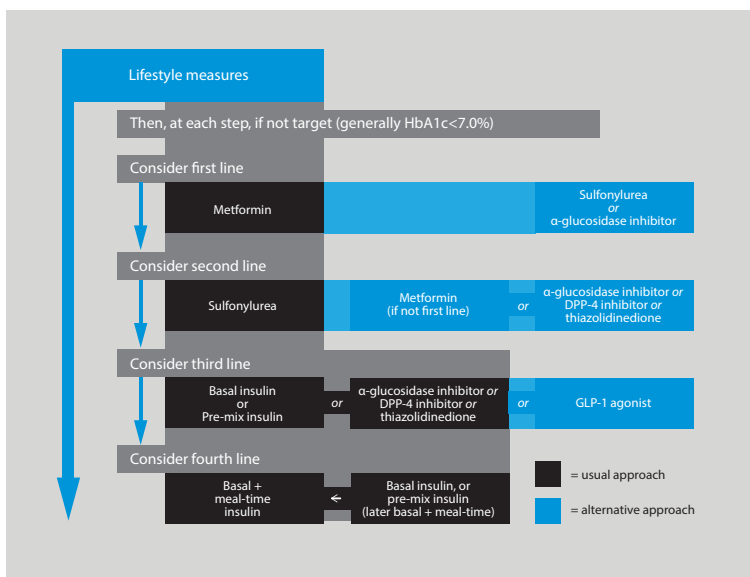 Lifestyle measures
Then, at each step, if not target (generally HbA1c<7.0%)
Consider first line
Metformin
Sulfonylurea
or
α-glucosidase inhibitor
Consider second line
Sulfonylurea
Metformin
(if not first line)
or
α-glucosidase inhibitor or
DPP-4 inhibitor or
thiazolidinedione
Consider third line
Basal insulin
or
Pre-mix insulin
or
α-glucosidase inhibitor or
DPP-4 inhibitor or
thiazolidinedione
or
GLP-1 agonist
Consider fourth line
Basal +
meal-time
insulin
Basal insulin, or
pre-mix insulin
(later basal + meal-time)
= usual approach
= alternative approach